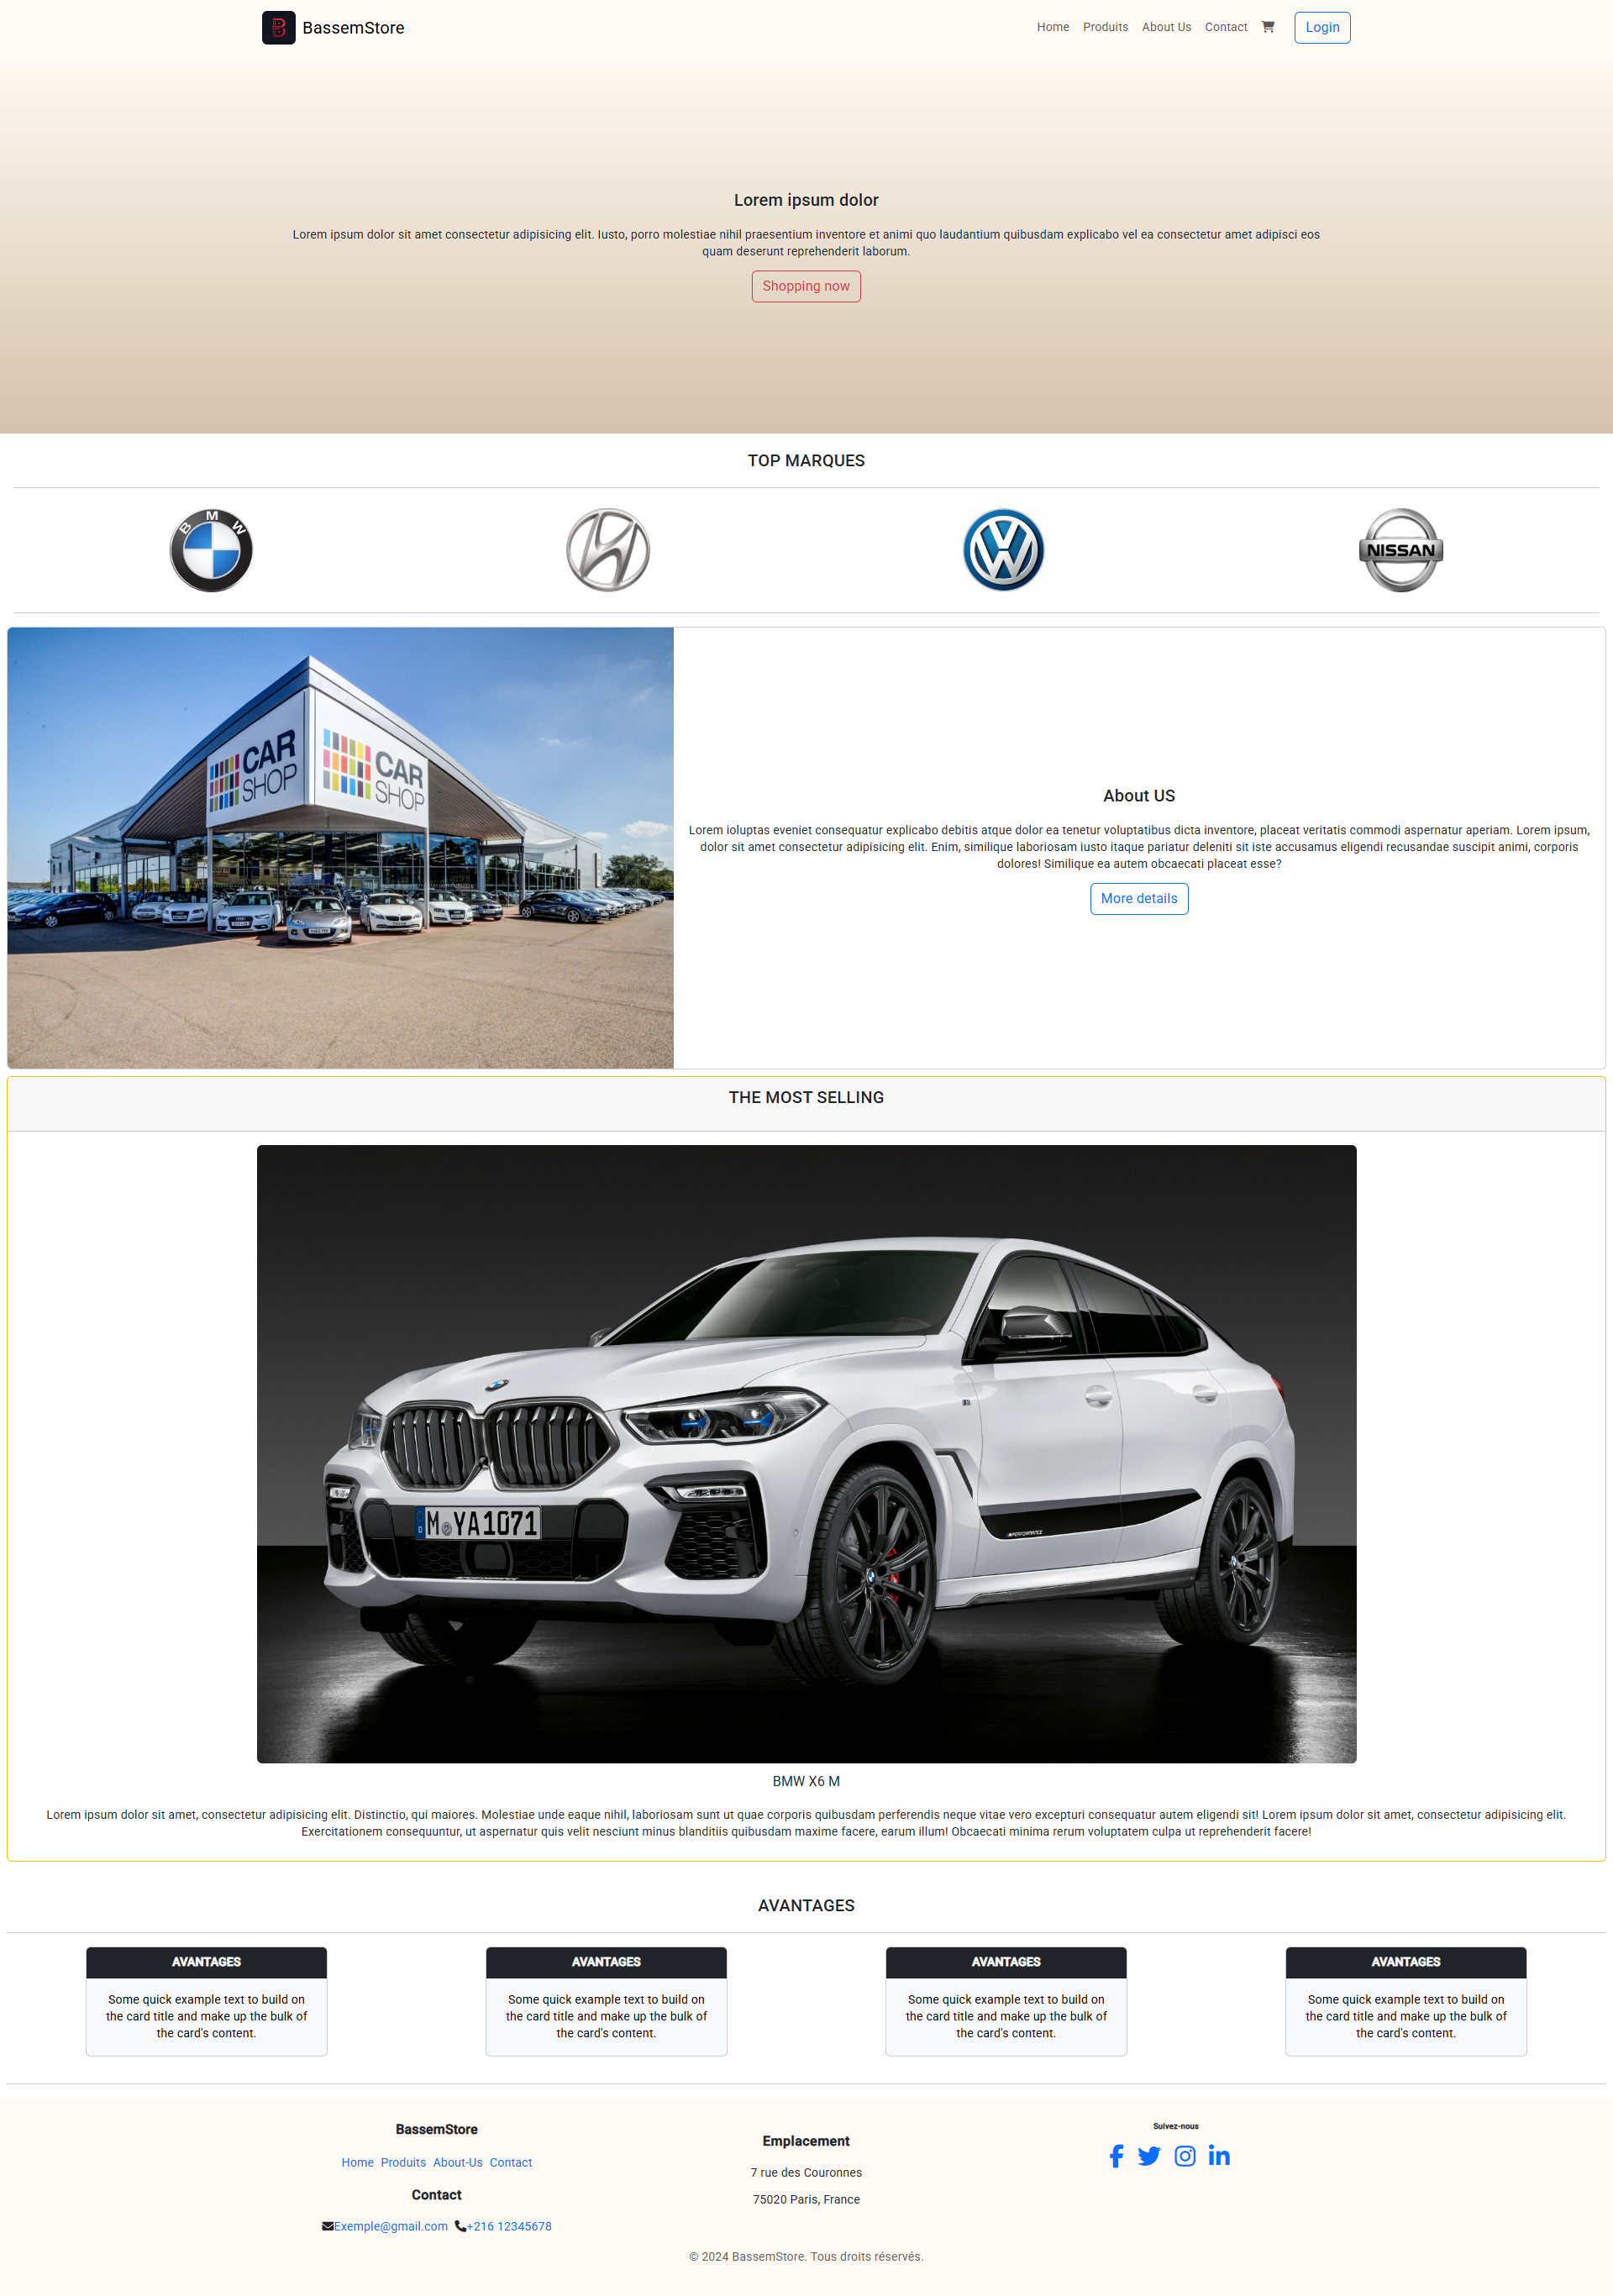 BassemStore
Home Produits About Us Contact Login
Lorem ipsum dolor
Lorem ipsum dolor sit amet consectetur adipisicing elit. Iusto, porro molestiae nihil praesentium inventore et animi quo laudantium quibusdam explicabo vel ea consectetur amet adipisci eos
quam deserunt reprehenderit laborum.
Shopping now
TOP MARQUES
BMW
NISSAN
CAR
SHOP
CAR
SHOP
About US
Lorem ioluptas eveniet consequatur explicabo debitis atque dolor ea tenetur voluptatibus dicta inventore, placeat veritatis commodi aspernatur aperiam. Lorem ipsum,
dolor sit amet consectetur adipisicing elit. Enim, similique laboriosam iusto itaque pariatur deleniti sit iste accusamus eligendi recusandae suscipit animi, corporis
dolores! Similique ea autem obcaecati placeat esse?
More details
THE MOST SELLING
M YA1071
PERFORMANCE
BMW X6 M
Lorem ipsum dolor sit amet, consectetur adipisicing elit. Distinctio, qui maiores. Molestiae unde eaque nihil, laboriosam sunt ut quae corporis quibusdam perferendis neque vitae vero excepturi consequatur autem eligendi sit! Lorem ipsum dolor sit amet, consectetur adipisicing elit.
Exercitationem consequuntur, ut aspernatur quis velit nesciunt minus blanditiis quibusdam maxime facere, earum illum! Obcaecati minima rerum voluptatem culpa ut reprehenderit facere!
AVANTAGES
AVANTAGES
Some quick example text to build on
the card title and make up the bulk of
the card's content.
AVANTAGES
Some quick example text to build on
the card title and make up the bulk of
the card's content.
AVANTAGES
Some quick example text to build on
the card title and make up the bulk of
the card's content.
AVANTAGES
Some quick example text to build on
the card title and make up the bulk of
the card's content.
BassemStore
Home Produits About-Us Contact
Contact
Exemple@gmail.com +216 12345678
Emplacement
7 rue des Couronnes
75020 Paris, France
Suivez-nous
© 2024 BassemStore. Tous droits réservés.